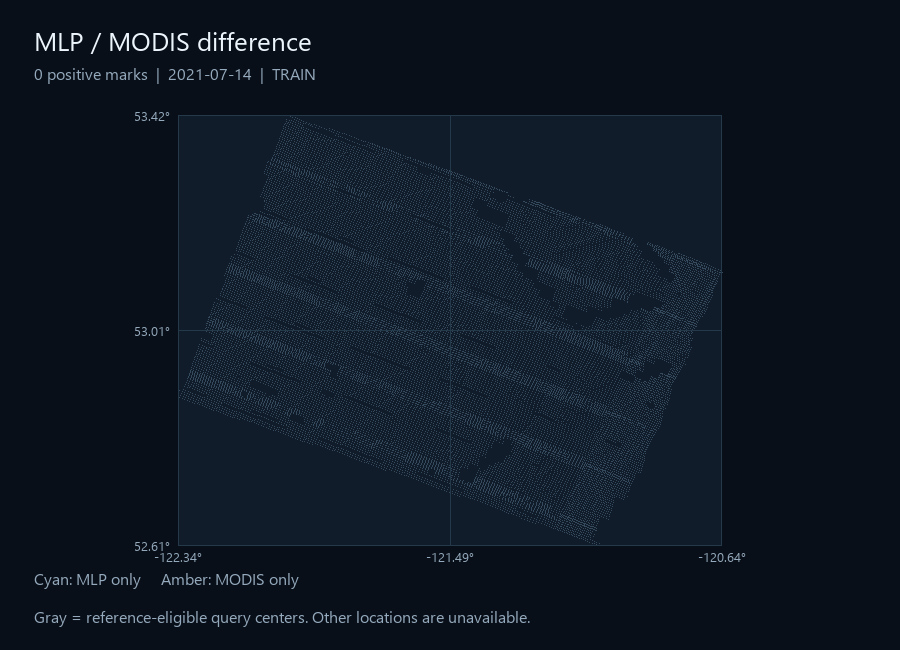 MLP / MODIS difference
0 positive marks | 2021-07-14 | TRAIN
53.42°
53.01°
52.61°
-122.34° -121.49° -120.64°
Cyan: MLP only Amber: MODIS only
Gray = reference-eligible query centers. Other locations are unavailable.